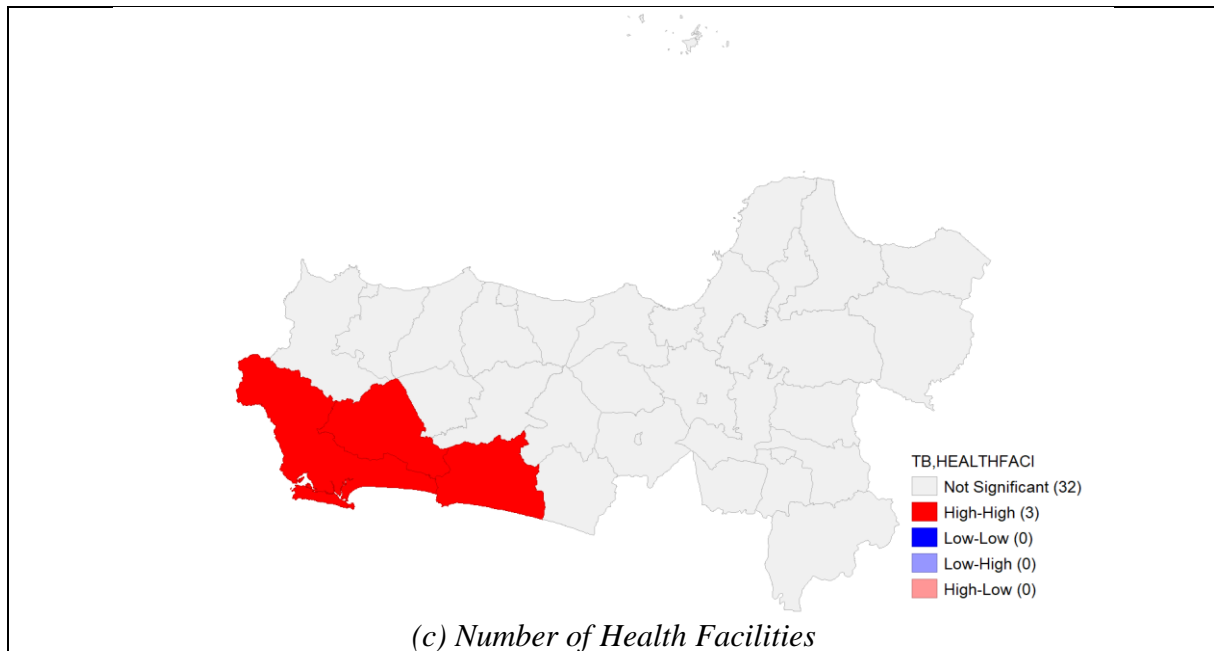 TB,HEALTHFACI
Not Significant (32)
High-High (3)
Low-Low (0)
Low-High (0)
High-Low (0)
(c) Number of Health Facilities